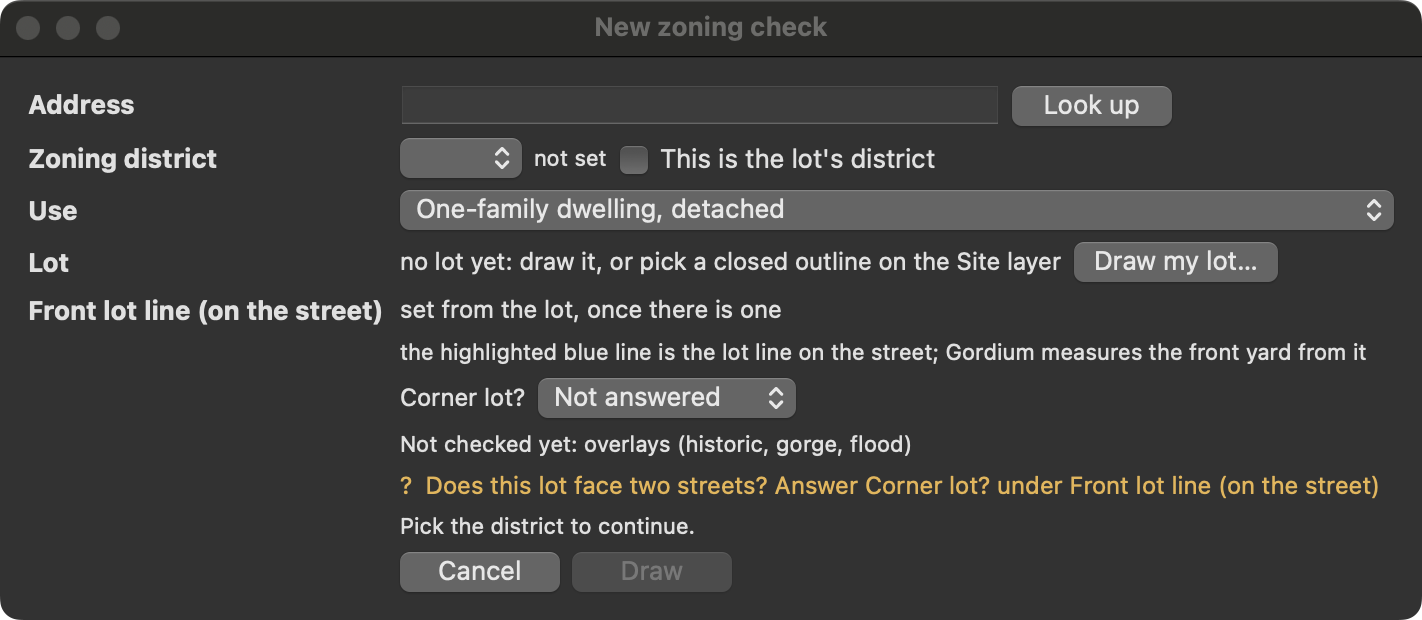 New zoning check
Address
Look up
Zoning district
not set
This is the lot's district
Use
One-family dwelling, detached
Lot
no lot yet: draw it, or pick a closed outline on the Site layer
Draw my lot...
Front lot line (on the street)
set from the lot, once there is one
the highlighted blue line is the lot line on the street; Gordium measures the front yard from it
Corner lot?
Not answered
Not checked yet: overlays (historic, gorge, flood)
? Does this lot face two streets? Answer Corner lot? under Front lot line (on the street)
Pick the district to continue.
Cancel
Draw